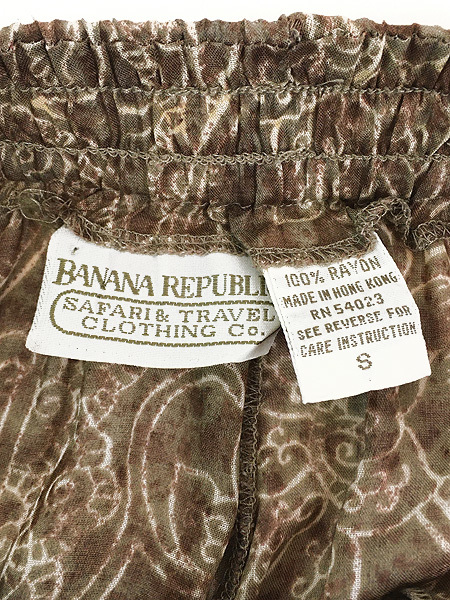 BANANA REPUBLI
SAFARI & TRAVEL
CLOTHING Co.
100% RAYON
MADE IN HONG KONG
RN 54023
SEE REVERSE FOR
CARE INSTRUCTION
S